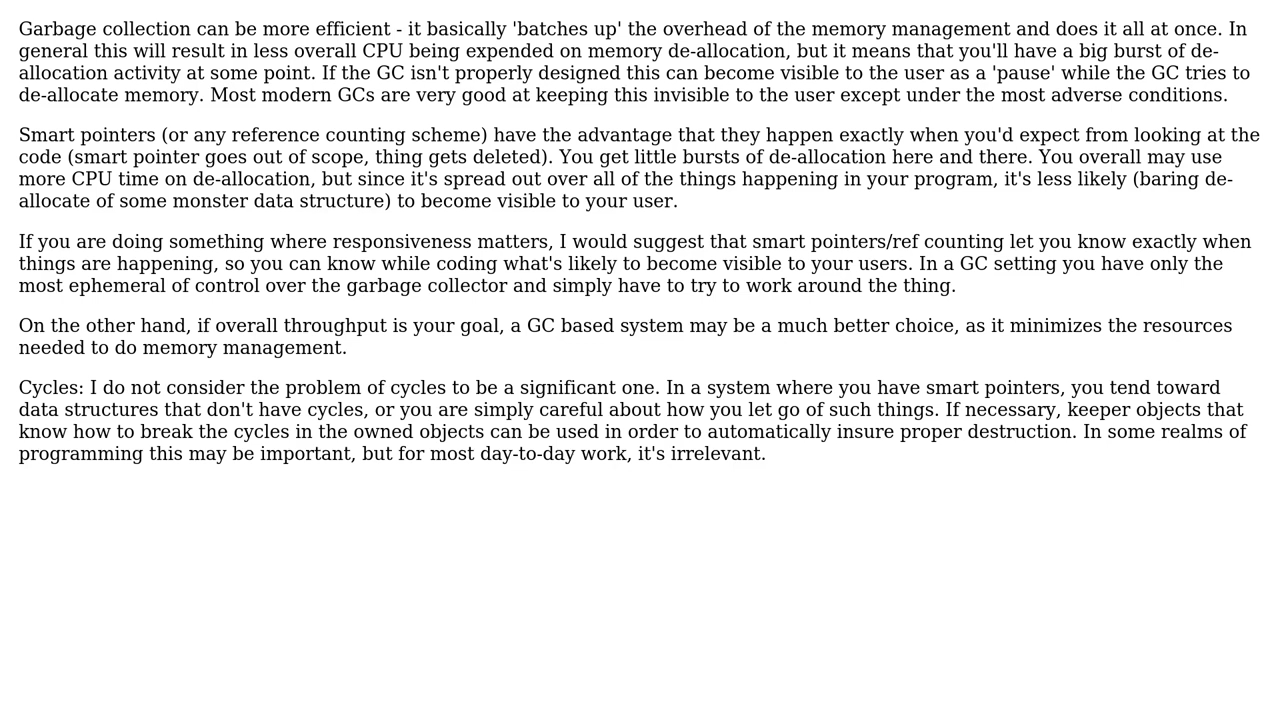 Garbage collection can be more efficient - it basically 'batches up' the overhead of the memory management and does it all at once. In
general this will result in less overall CPU being expended on memory de-allocation, but it means that you'll have a big burst of de-
allocation activity at some point. If the GC isn't properly designed this can become visible to the user as a 'pause' while the GC tries to
de-allocate memory. Most modern GCs are very good at keeping this invisible to the user except under the most adverse conditions.
Smart pointers (or any reference counting scheme) have the advantage that they happen exactly when you'd expect from looking at the
code (smart pointer goes out of scope, thing gets deleted). You get little bursts of de-allocation here and there. You overall may use
more CPU time on de-allocation, but since it's spread out over all of the things happening in your program, it's less likely (baring de-
allocate of some monster data structure) to become visible to your user.
If you are doing something where responsiveness matters, I would suggest that smart pointers/ref counting let you know exactly when
things are happening, so you can know while coding what's likely to become visible to your users. In a GC setting you have only the
most ephemeral of control over the garbage collector and simply have to try to work around the thing.
On the other hand, if overall throughput is your goal, a GC based system may be a much better choice, as it minimizes the resources
needed to do memory management.
Cycles: I do not consider the problem of cycles to be a significant one. In a system where you have smart pointers, you tend toward
data structures that don't have cycles, or you are simply careful about how you let go of such things. If necessary, keeper objects that
know how to break the cycles in the owned objects can be used in order to automatically insure proper destruction. In some realms of
programming this may be important, but for most day-to-day work, it's irrelevant.